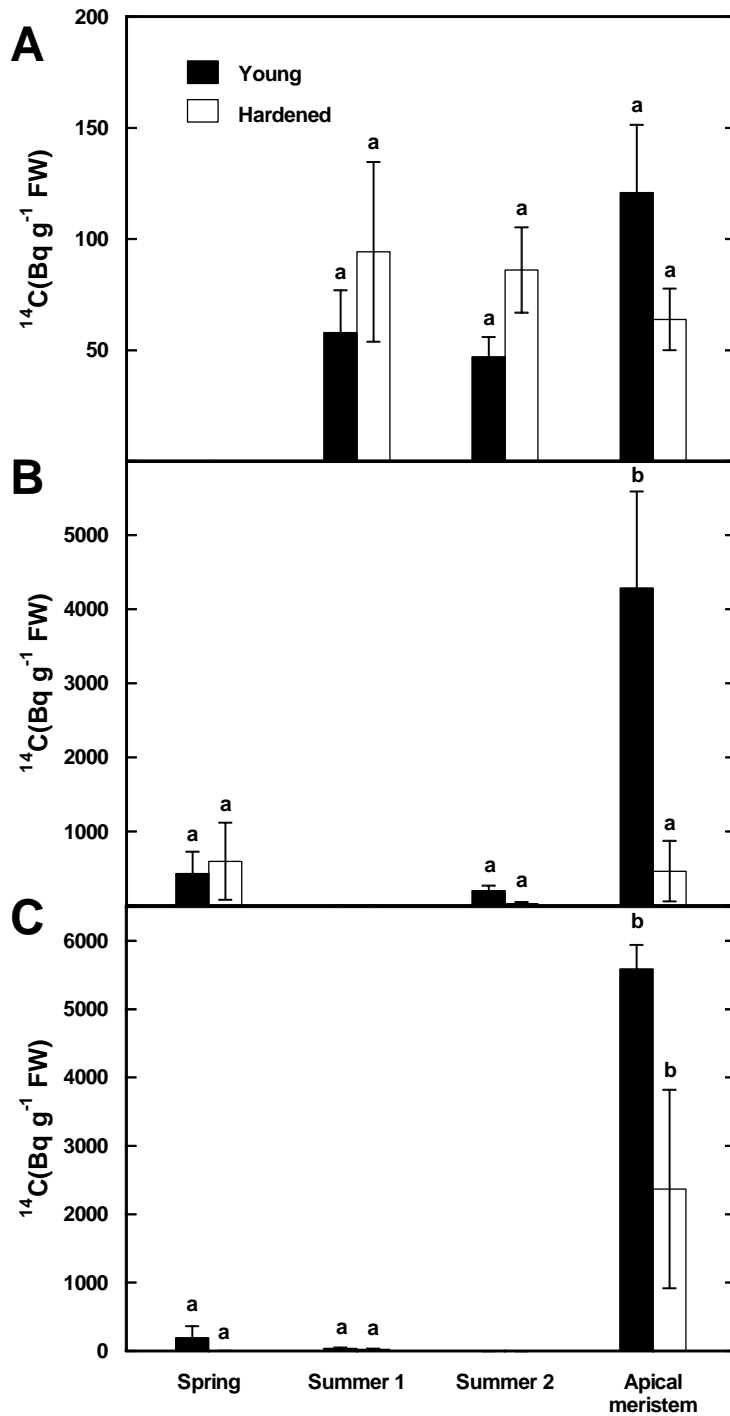 A
200
150
100
50
¹⁴C(Bq g⁻¹ FW)
Young
Hardened
a
a
a
a
a
a
B
5000
4000
3000
2000
1000
¹⁴C(Bq g⁻¹ FW)
a
a
a
a
b
a
C
6000
5000
4000
3000
2000
1000
0
¹⁴C(Bq g⁻¹ FW)
a
a
a
a
b
b
Spring
Summer 1
Summer 2
Apical
meristem